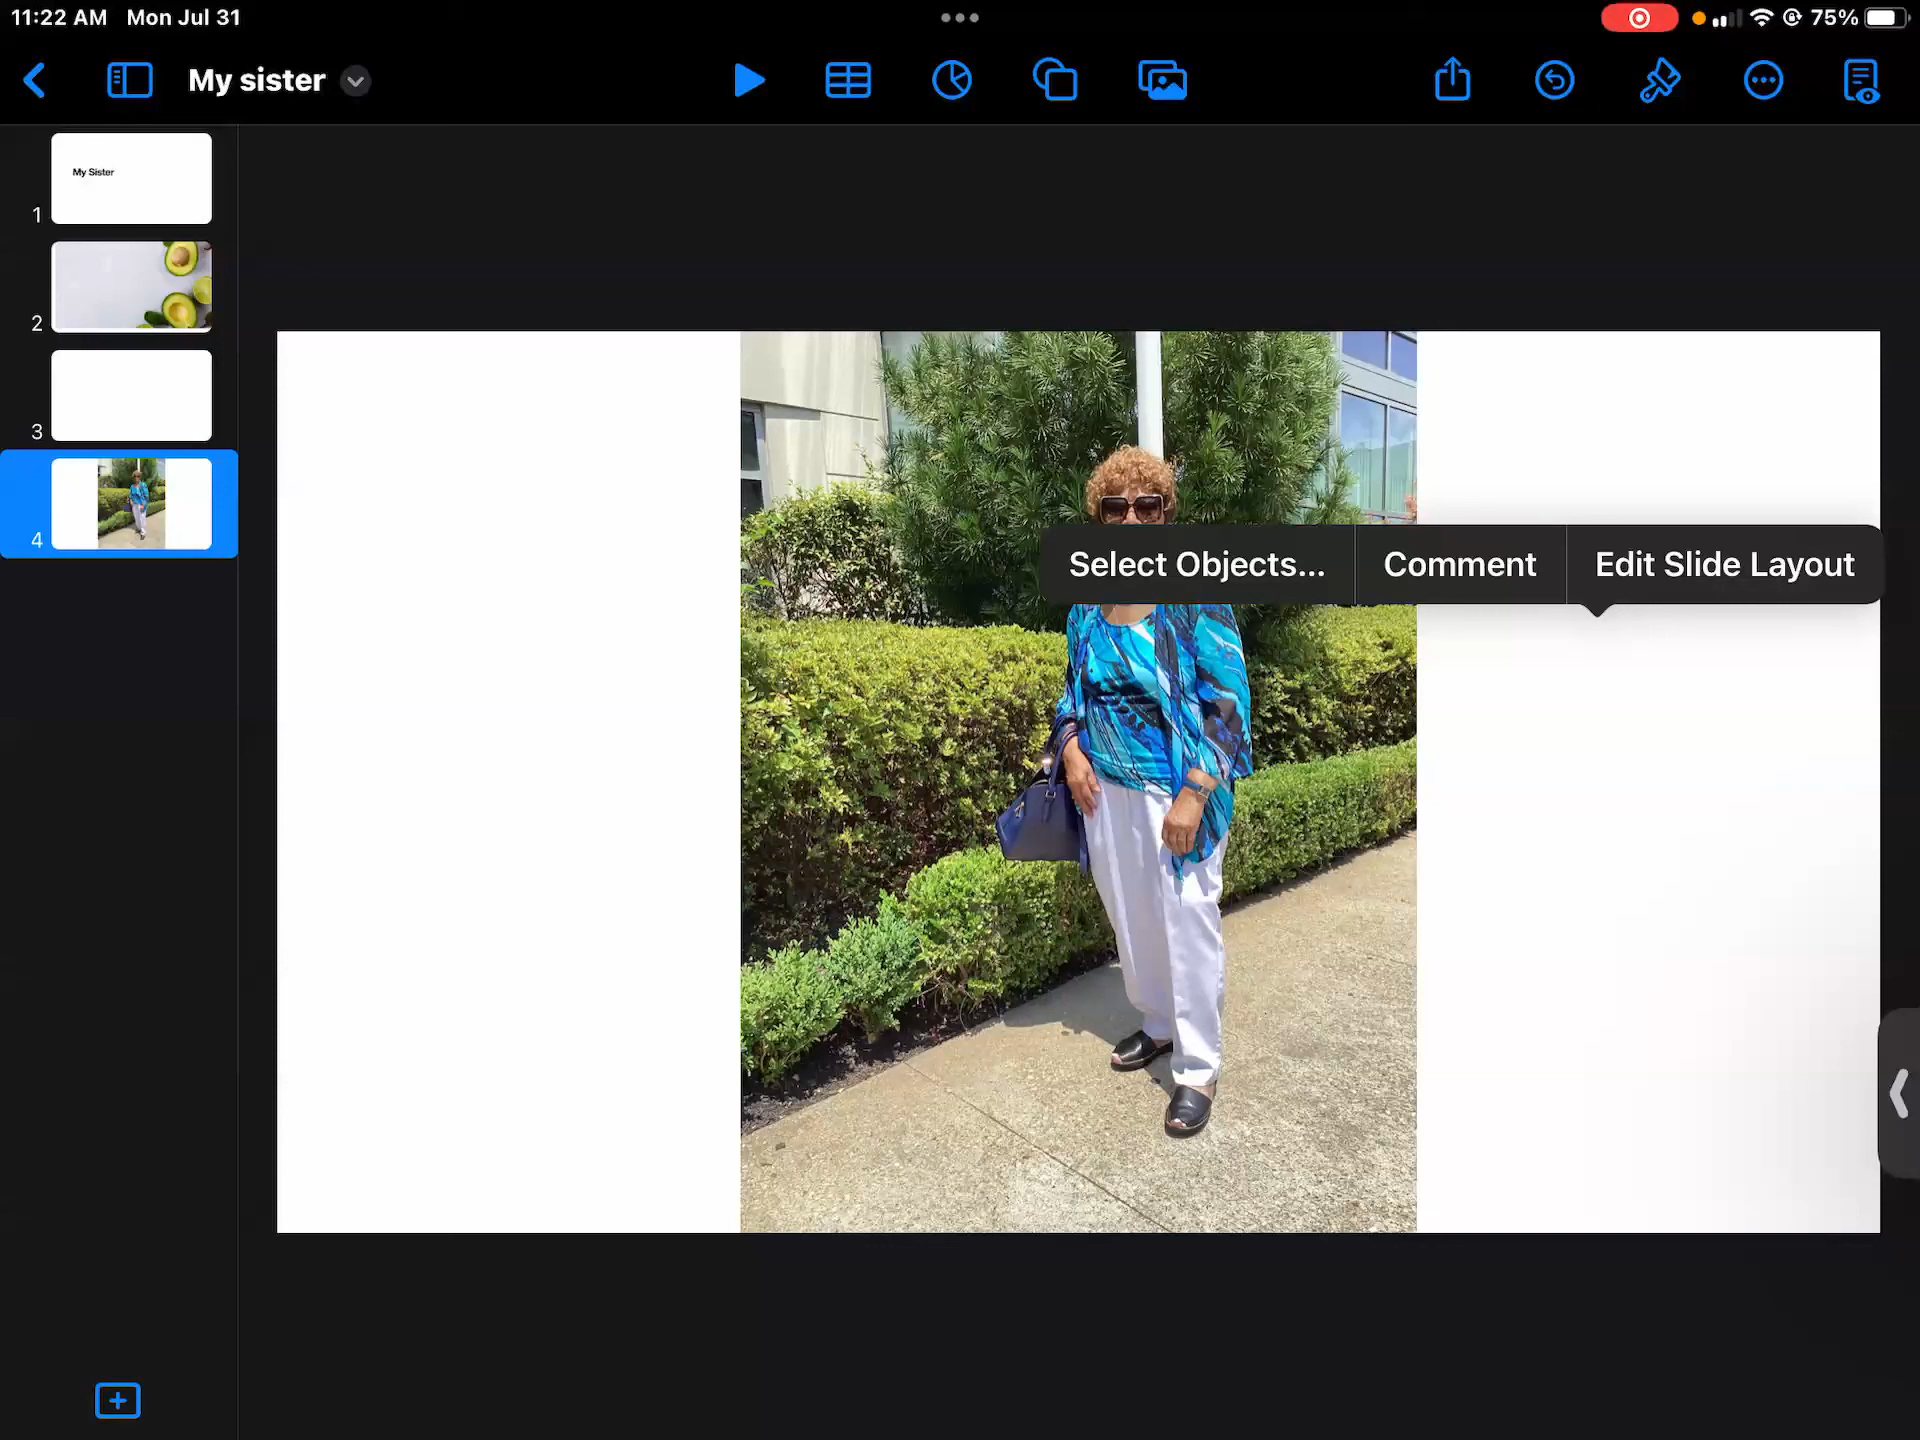 11:22 AM Mon Jul 31
75%
My sister
My Sister
1
2
3
4
Select Objects...
Comment
Edit Slide Layout